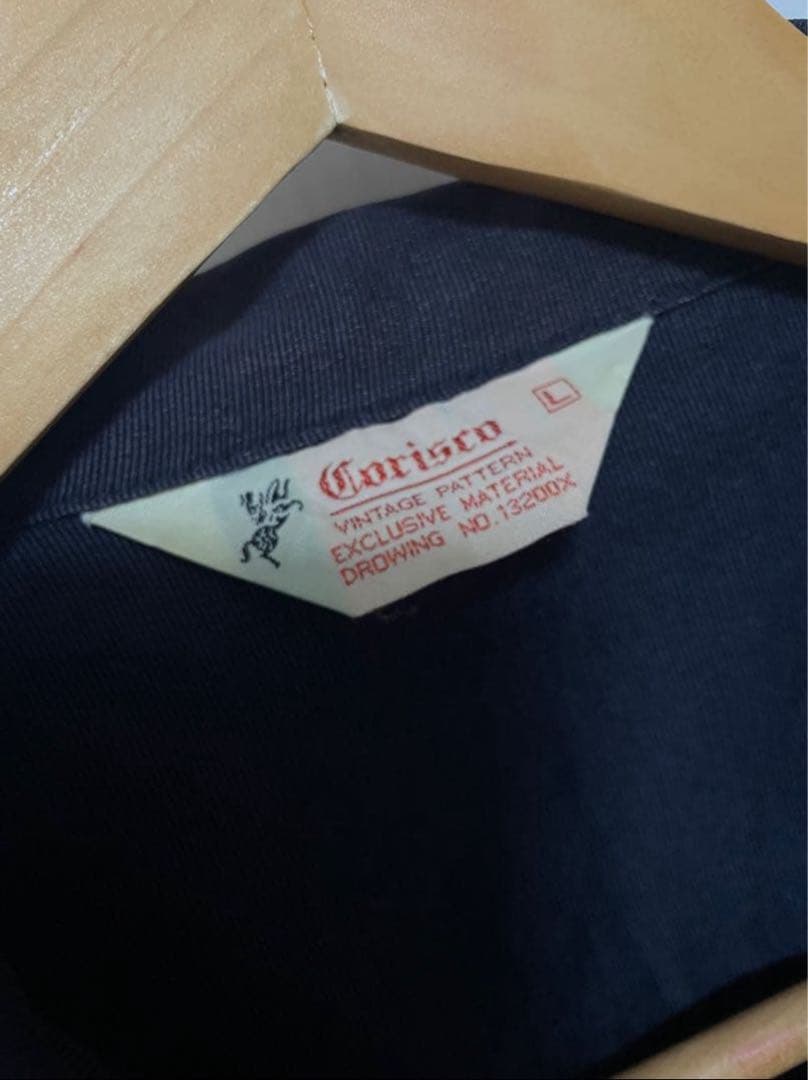 L
Corisco
VINTAGE PATTERN
EXCLUSIVE MATERIAL
DROWING NO.13200X